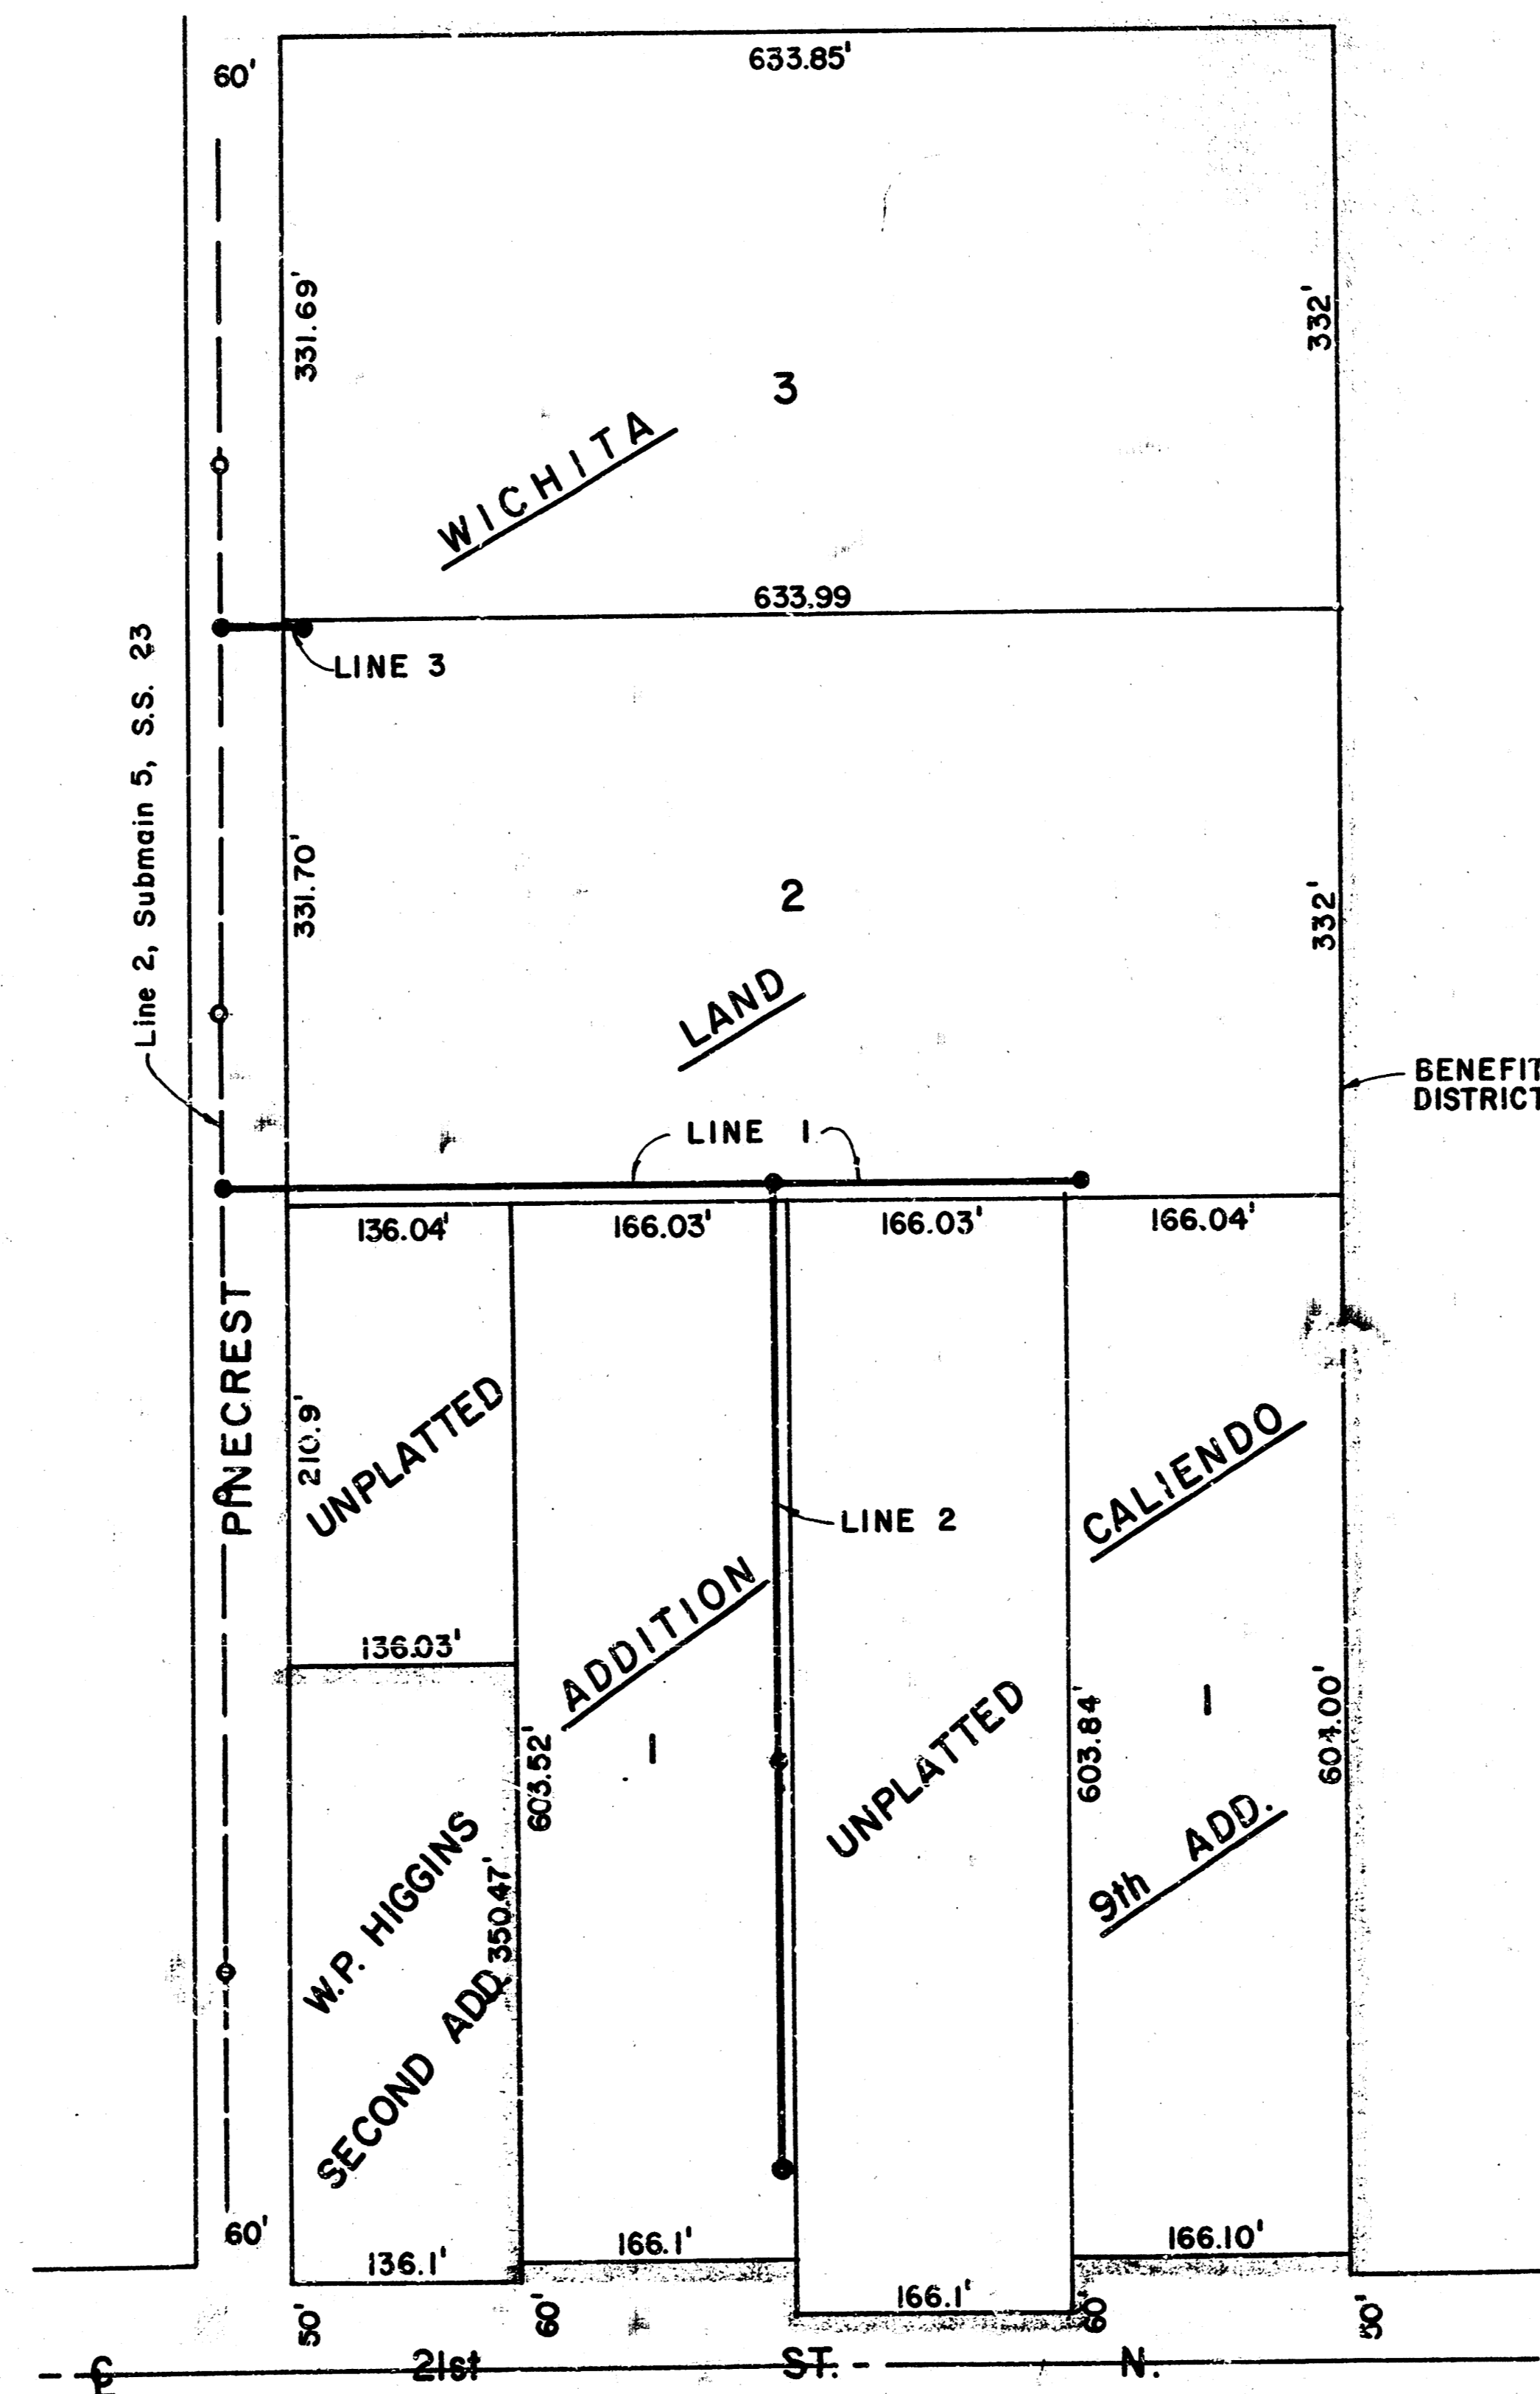 633.85'
60'
331.69'
332'
3
WICHITA
633.99
LINE 3
Line 2, Submain 5, S.S. 23
331.70'
332'
2
LAND
BENEFIT
DISTRICT
LINE 1
136.04'
166.03'
166.03'
166.04'
PINECREST
210.9'
UNPLATTED
CALIENDO
LINE 2
ADDITION
136.03'
1
603.52'
UNPLATTED
603.84'
1
604.00'
9th ADD.
W.P. HIGGINS
SECOND ADD.
350.47'
60'
136.1'
166.1'
166.1'
166.10'
50'
60'
60'
50'
℄ 21st ST. N.